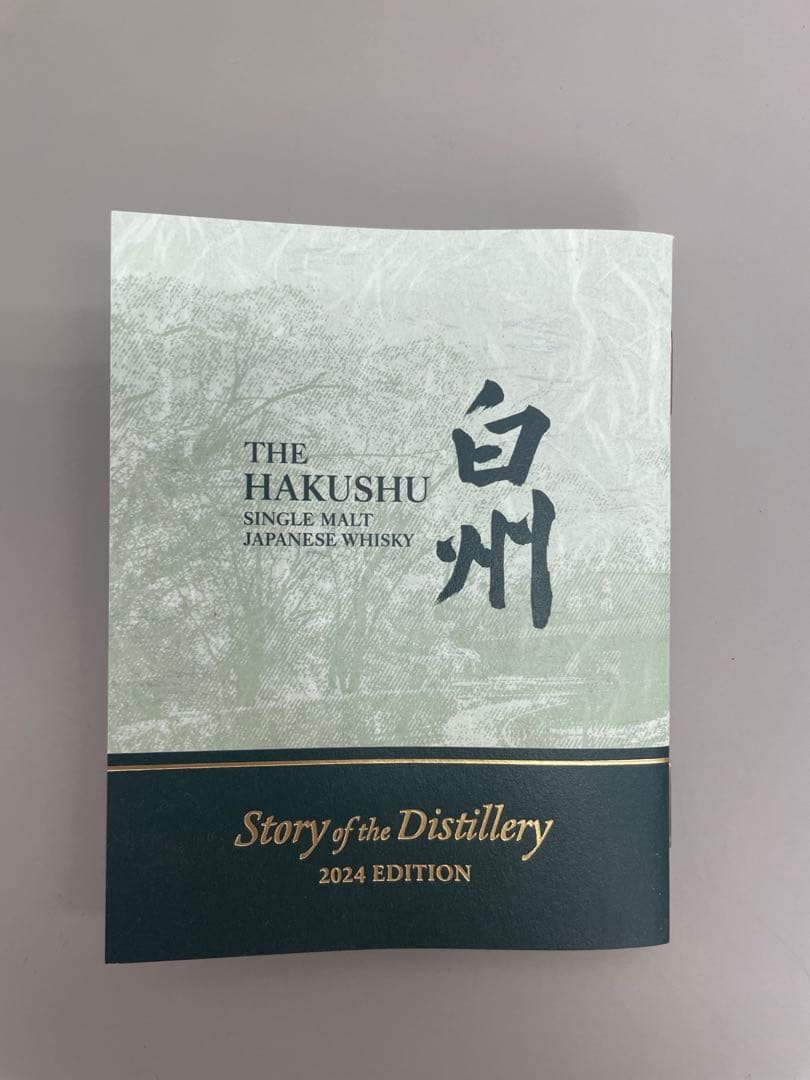 THE
HAKUSHU
SINGLE MALT
JAPANESE WHISKY
白州
Story of the Distillery
2024 EDITION